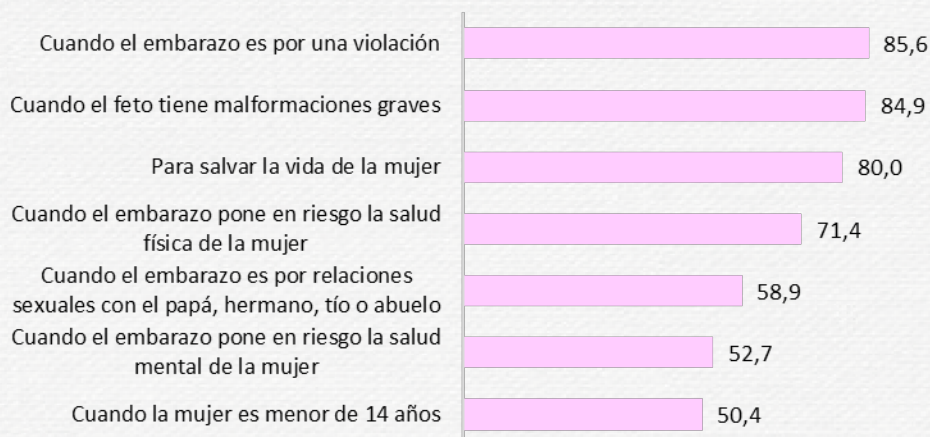 Cuando el embarazo es por una violación 85,6
Cuando el feto tiene malformaciones graves 84,9
Para salvar la vida de la mujer 80,0
Cuando el embarazo pone en riesgo la salud
física de la mujer 71,4
Cuando el embarazo es por relaciones
sexuales con el papá, hermano, tío o abuelo 58,9
Cuando el embarazo pone en riesgo la salud
mental de la mujer 52,7
Cuando la mujer es menor de 14 años 50,4